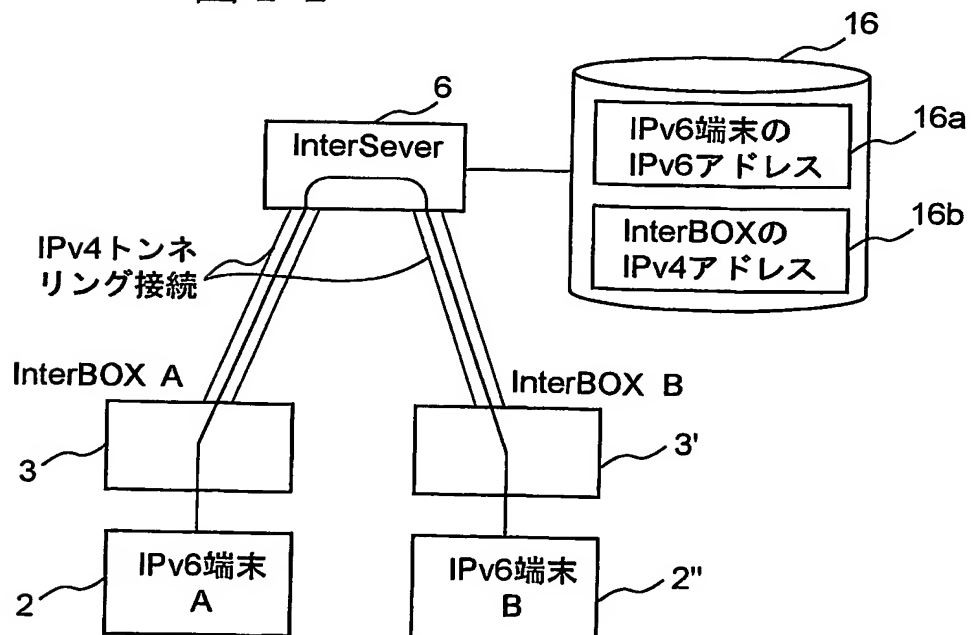 16
6
InterSever
IPv6端末の
IPv6アドレス
16a
InterBOXの
IPv4アドレス
16b
IPv4トンネ
リング接続
InterBOX A
InterBOX B
3
3'
IPv6端末
A
2
IPv6端末
B
2"